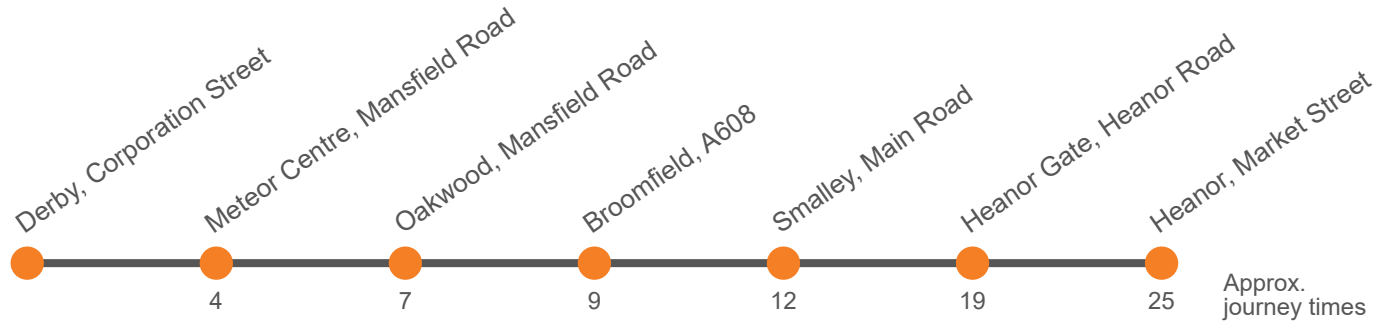 Derby, Corporation Street
Meteor Centre, Mansfield Road
Oakwood, Mansfield Road
Broomfield, A608
Smalley, Main Road
Heanor Gate, Heanor Road
Heanor, Market Street
4
7
9
12
19
25
Approx.
journey times